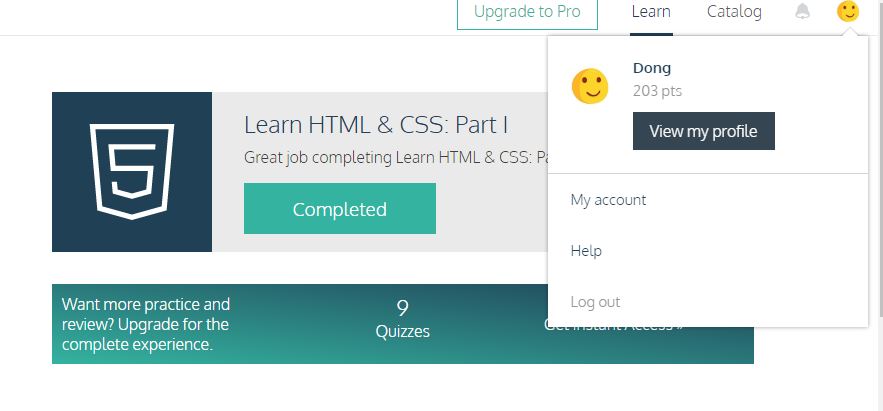 Upgrade to Pro
Learn
Catalog
Dong
203 pts
View my profile
My account
Help
Log out
Learn HTML & CSS: Part I
Great job completing Learn HTML & CSS:
Completed
Want more practice and
review? Upgrade for the
complete experience.
9
Quizzes
Get Instant Access »